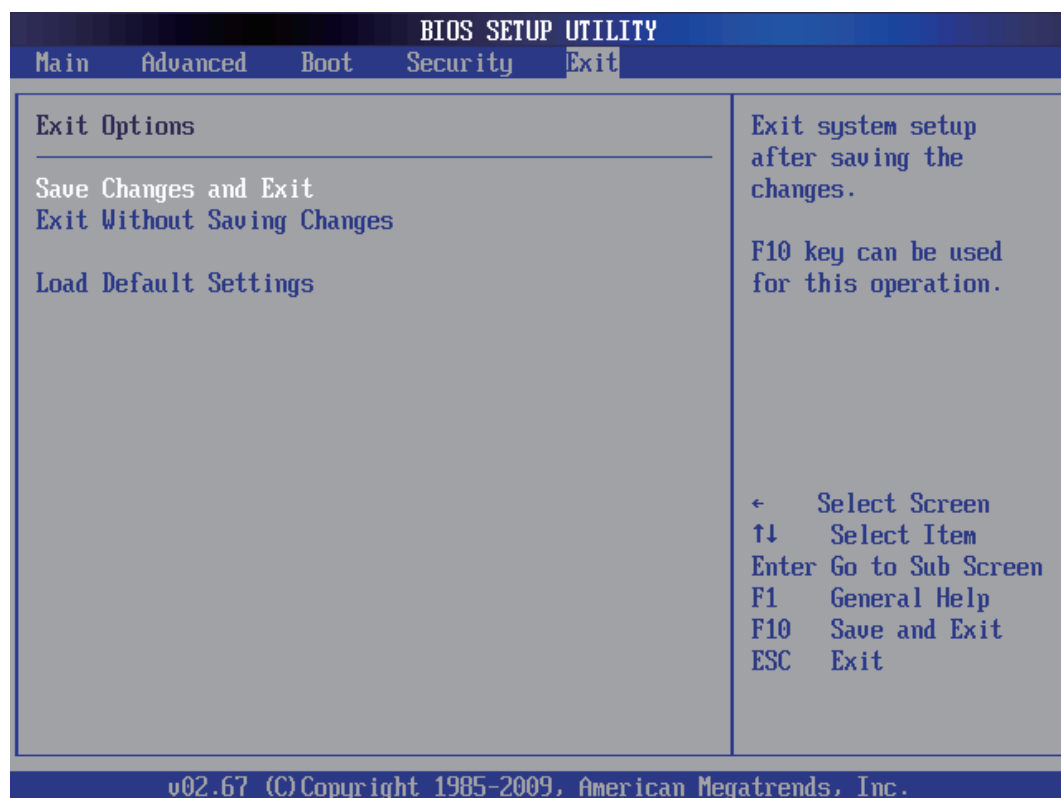 BIOS SETUP UTILITY
Main Advanced Boot Security Exit
Exit Options
Save Changes and Exit
Exit Without Saving Changes
Load Default Settings
Exit system setup
after saving the
changes.
F10 key can be used
for this operation.
← Select Screen
↑↓ Select Item
Enter Go to Sub Screen
F1 General Help
F10 Save and Exit
ESC Exit
v02.67 (C)Copyright 1985-2009, American Megatrends, Inc.